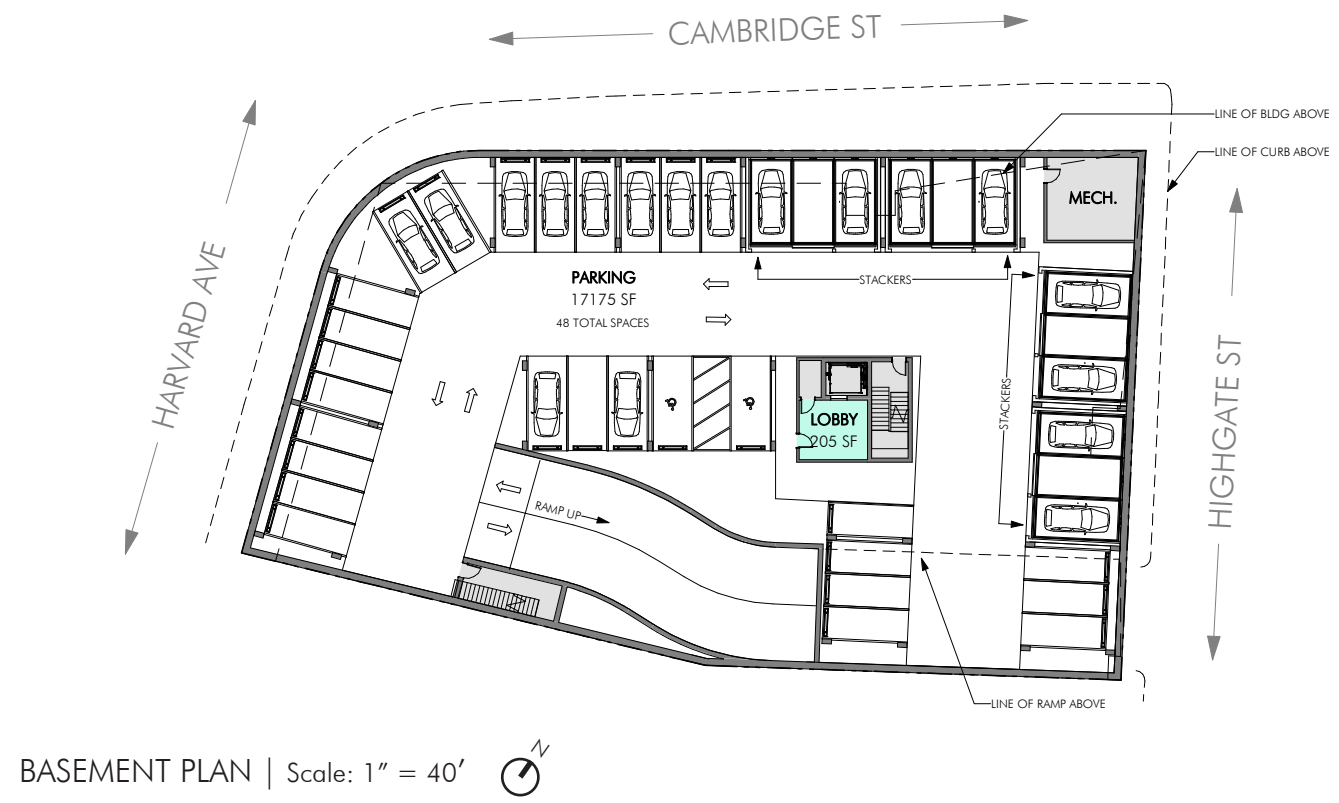 CAMBRIDGE ST
LINE OF BLDG ABOVE
LINE OF CURB ABOVE
MECH.
HARVARD AVE
PARKING
17175 SF
48 TOTAL SPACES
STACKERS
STACKERS
HIGHGATE ST
LOBBY
205 SF
RAMP UP
LINE OF RAMP ABOVE
BASEMENT PLAN | Scale: 1" = 40'
N